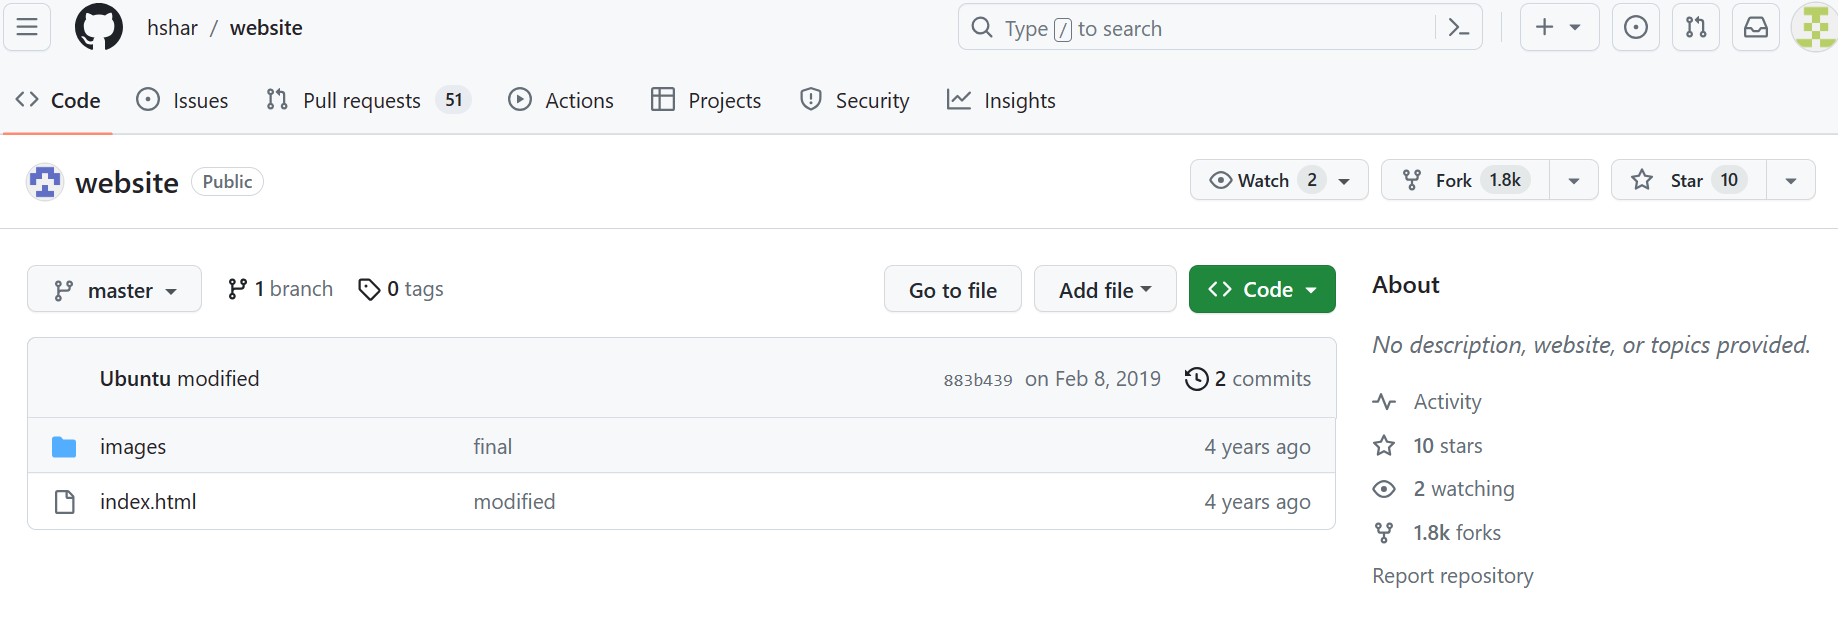 hshar / website
Type / to search
Code
Issues
Pull requests 51
Actions
Projects
Security
Insights
website Public
Watch 2
Fork 1.8k
Star 10
master
1 branch
0 tags
Go to file
Add file
Code
Ubuntu modified
883b439 on Feb 8, 2019
2 commits
images final 4 years ago
index.html modified 4 years ago
About
No description, website, or topics provided.
Activity
10 stars
2 watching
1.8k forks
Report repository